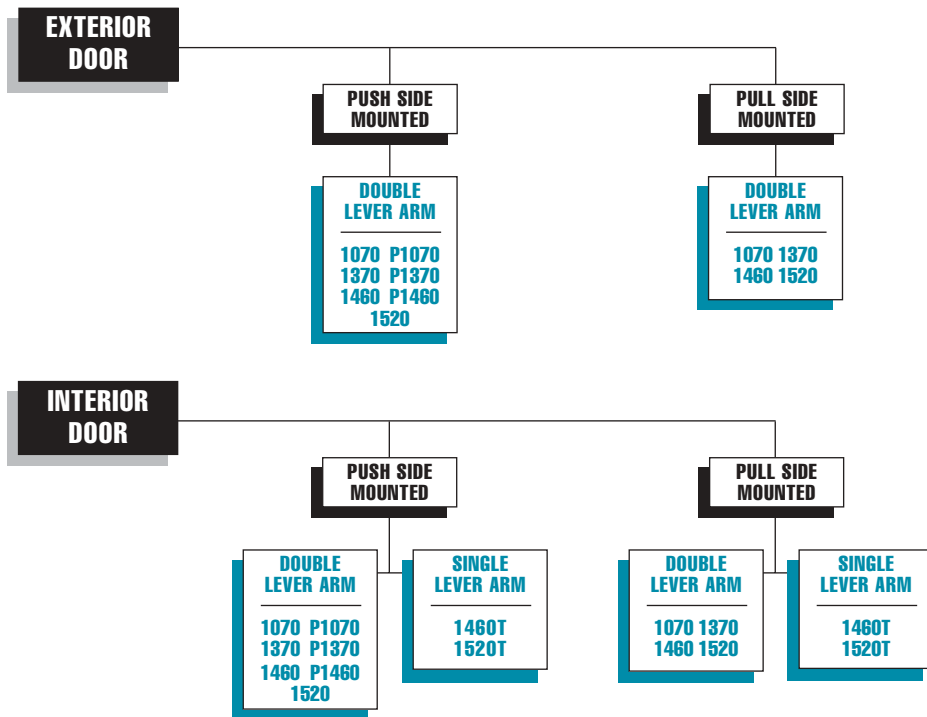 EXTERIOR
DOOR
PUSH SIDE
MOUNTED
PULL SIDE
MOUNTED
DOUBLE
LEVER ARM
1070 P1070
1370 P1370
1460 P1460
1520
DOUBLE
LEVER ARM
1070 1370
1460 1520
INTERIOR
DOOR
PUSH SIDE
MOUNTED
PULL SIDE
MOUNTED
DOUBLE
LEVER ARM
1070 P1070
1370 P1370
1460 P1460
1520
SINGLE
LEVER ARM
1460T
1520T
DOUBLE
LEVER ARM
1070 1370
1460 1520
SINGLE
LEVER ARM
1460T
1520T